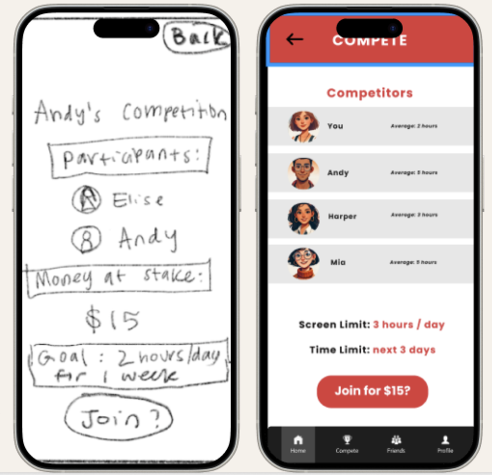 Back
Andy's Competition
Participants:
Elise
Andy
Money at stake:
$15
Goal: 2 hours/day
for 1 week
Join?
COMPETE
Competitors
You Average: 2 hours
Andy Average: 5 hours
Harper Average: 3 hours
Mia Average: 11 hours
Screen Limit: 3 hours / day
Time Limit: next 3 days
Join for $15?
Home Compete Friends Profile